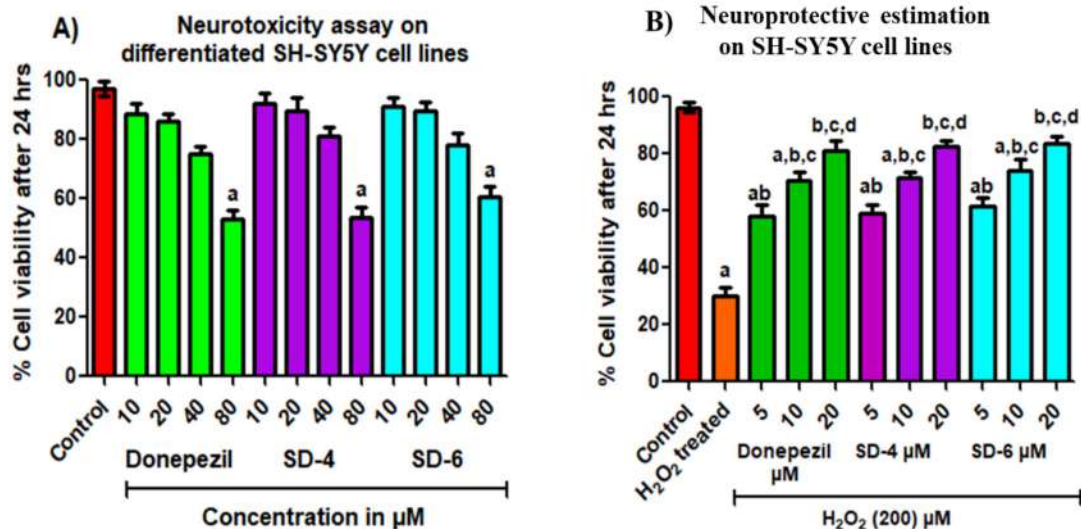 A)
Neurotoxicity assay on
differentiated SH-SY5Y cell lines
% Cell viability after 24 hrs
100
80
60
40
20
0
a
a
a
Control
10
20
40
80
10
20
40
80
10
20
40
80
Donepezil
SD-4
SD-6
Concentration in µM
B)
Neuroprotective estimation
on SH-SY5Y cell lines
% Cell viability after 24 hrs
100
80
60
40
20
0
a
ab
a,b,c
b,c,d
ab
a,b,c
b,c,d
ab
a,b,c
b,c,d
Control
H₂O₂ treated
5
10
20
5
10
20
5
10
20
Donepezil
µM
SD-4 µM
SD-6 µM
H₂O₂ (200) µM